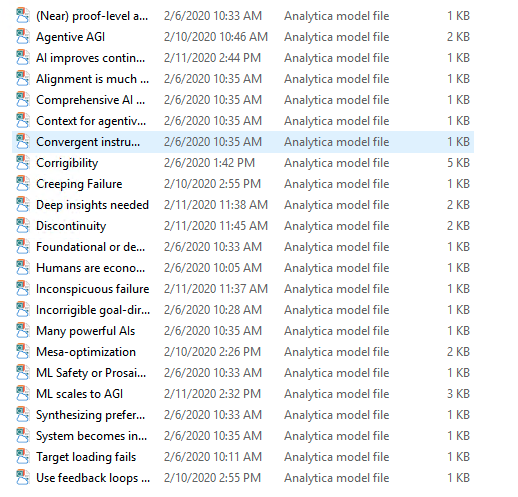 (Near) proof-level a... 2/6/2020 10:33 AM Analytica model file 1 KB
Agentive AGI 2/10/2020 10:46 AM Analytica model file 2 KB
AI improves contin... 2/11/2020 2:44 PM Analytica model file 1 KB
Alignment is much ... 2/6/2020 10:35 AM Analytica model file 1 KB
Comprehensive AI ... 2/6/2020 10:35 AM Analytica model file 1 KB
Context for agentiv... 2/6/2020 10:35 AM Analytica model file 1 KB
Convergent instru... 2/6/2020 10:35 AM Analytica model file 1 KB
Corrigibility 2/6/2020 1:42 PM Analytica model file 5 KB
Creeping Failure 2/10/2020 2:55 PM Analytica model file 1 KB
Deep insights needed 2/11/2020 11:38 AM Analytica model file 2 KB
Discontinuity 2/11/2020 11:45 AM Analytica model file 2 KB
Foundational or de... 2/6/2020 10:33 AM Analytica model file 1 KB
Humans are econo... 2/6/2020 10:05 AM Analytica model file 1 KB
Inconspicuous failure 2/11/2020 11:37 AM Analytica model file 1 KB
Incorrigible goal-dir... 2/6/2020 10:28 AM Analytica model file 1 KB
Many powerful AIs 2/6/2020 10:35 AM Analytica model file 1 KB
Mesa-optimization 2/10/2020 2:26 PM Analytica model file 2 KB
ML Safety or Prosai... 2/6/2020 10:33 AM Analytica model file 1 KB
ML scales to AGI 2/11/2020 2:32 PM Analytica model file 3 KB
Synthesizing prefer... 2/6/2020 10:33 AM Analytica model file 1 KB
System becomes in... 2/6/2020 10:35 AM Analytica model file 1 KB
Target loading fails 2/6/2020 10:11 AM Analytica model file 1 KB
Use feedback loops ... 2/10/2020 2:55 PM Analytica model file 1 KB